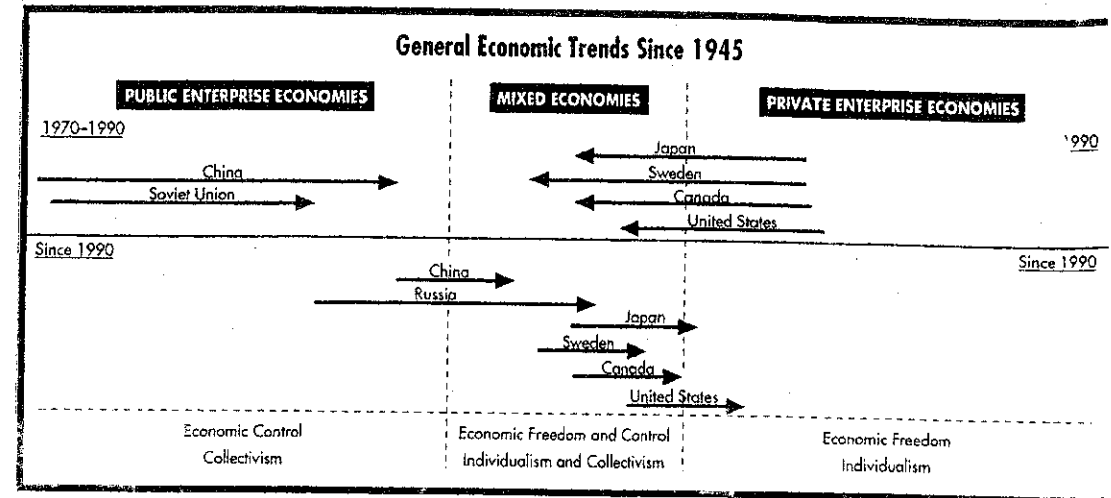 General Economic Trends Since 1945
PUBLIC ENTERPRISE ECONOMIES
MIXED ECONOMIES
PRIVATE ENTERPRISE ECONOMIES
1970–1990
990
Japan
China
Sweden
Soviet Union
Canada
United States
Since 1990
Since 1990
China
Russia
Japan
Sweden
Canada
United States
Economic Control
Collectivism
Economic Freedom and Control
Individualism and Collectivism
Economic Freedom
Individualism